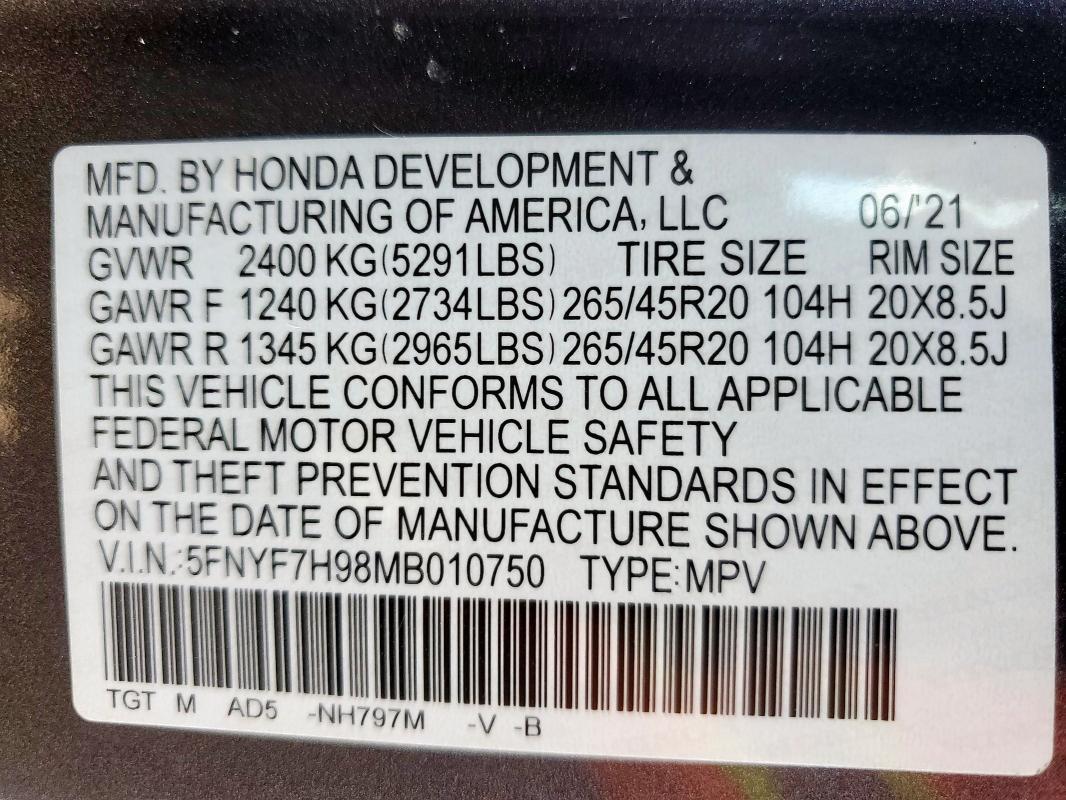 MFD. BY HONDA DEVELOPMENT &
MANUFACTURING OF AMERICA, LLC 06/'21
GVWR 2400 KG(5291LBS) TIRE SIZE RIM SIZE
GAWR F 1240 KG(2734LBS) 265/45R20 104H 20X8.5J
GAWR R 1345 KG(2965LBS) 265/45R20 104H 20X8.5J
THIS VEHICLE CONFORMS TO ALL APPLICABLE
FEDERAL MOTOR VEHICLE SAFETY
AND THEFT PREVENTION STANDARDS IN EFFECT
ON THE DATE OF MANUFACTURE SHOWN ABOVE.
V.I.N.:5FNYF7H98MB010750 TYPE:MPV
TGT M AD5 -NH797M -V -B